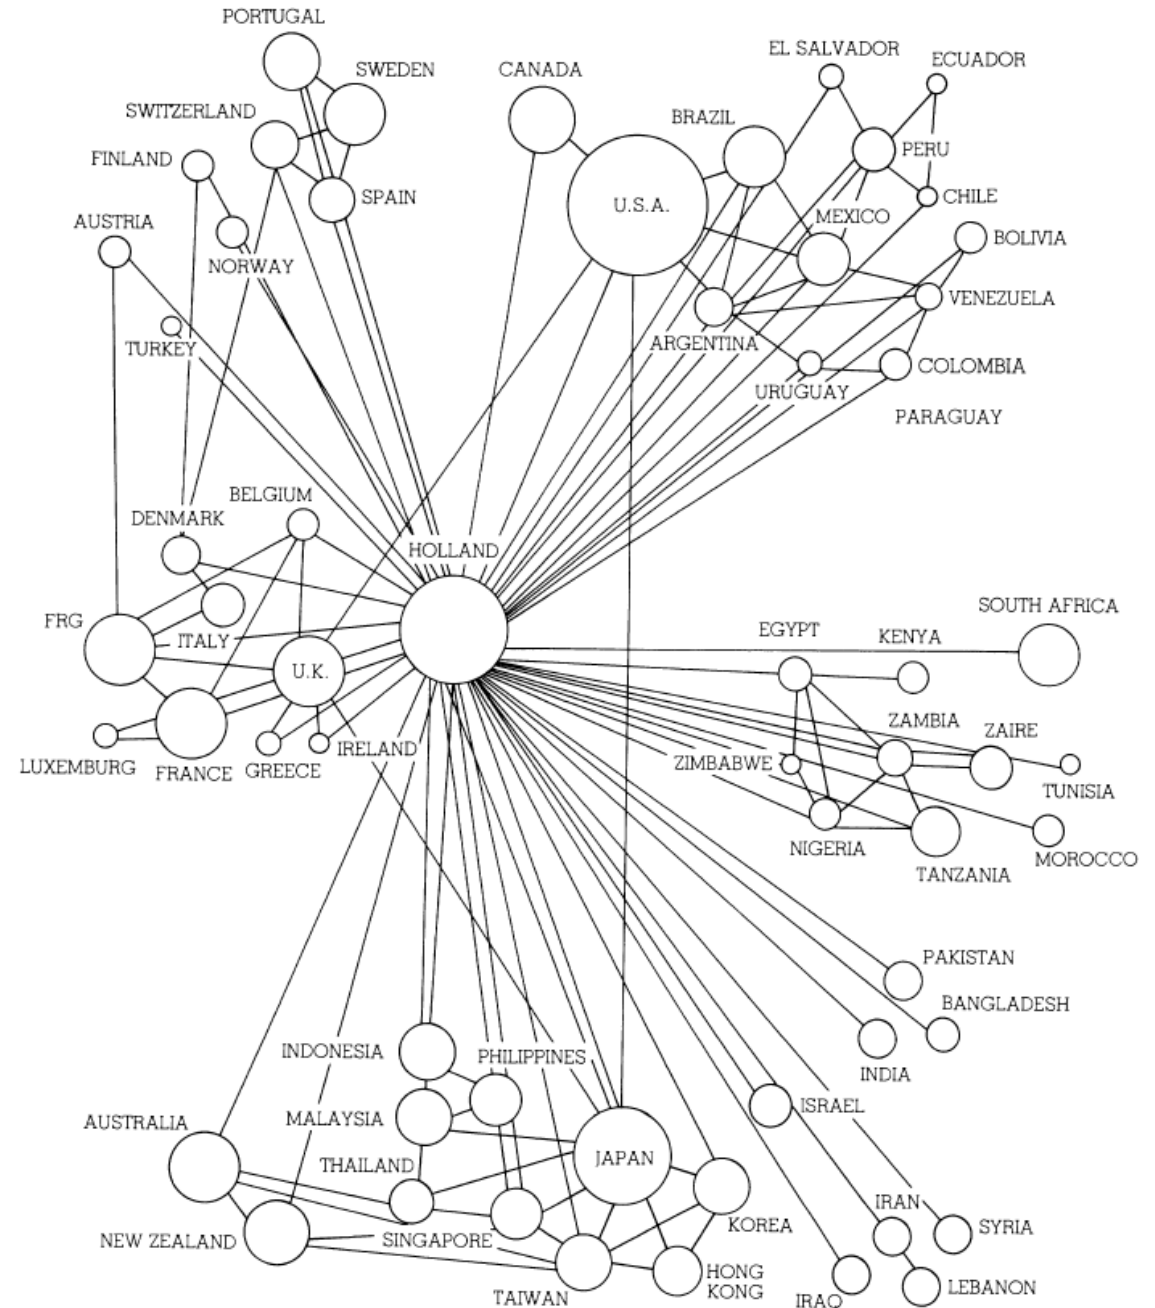 PORTUGAL
SWEDEN
CANADA
EL SALVADOR
ECUADOR
SWITZERLAND
BRAZIL
FINLAND
PERU
SPAIN
CHILE
U.S.A.
AUSTRIA
MEXICO
BOLIVIA
NORWAY
VENEZUELA
TURKEY
ARGENTINA
COLOMBIA
URUGUAY
PARAGUAY
BELGIUM
DENMARK
HOLLAND
SOUTH AFRICA
FRG
EGYPT
KENYA
ITALY
U.K.
ZAMBIA
ZAIRE
LUXEMBURG
FRANCE
GREECE
IRELAND
ZIMBABWE
TUNISIA
NIGERIA
MOROCCO
TANZANIA
PAKISTAN
BANGLADESH
INDONESIA
PHILIPPINES
INDIA
AUSTRALIA
MALAYSIA
ISRAEL
THAILAND
JAPAN
IRAN
KOREA
SYRIA
NEW ZEALAND
SINGAPORE
HONG
KONG
LEBANON
TAIWAN
IRAQ